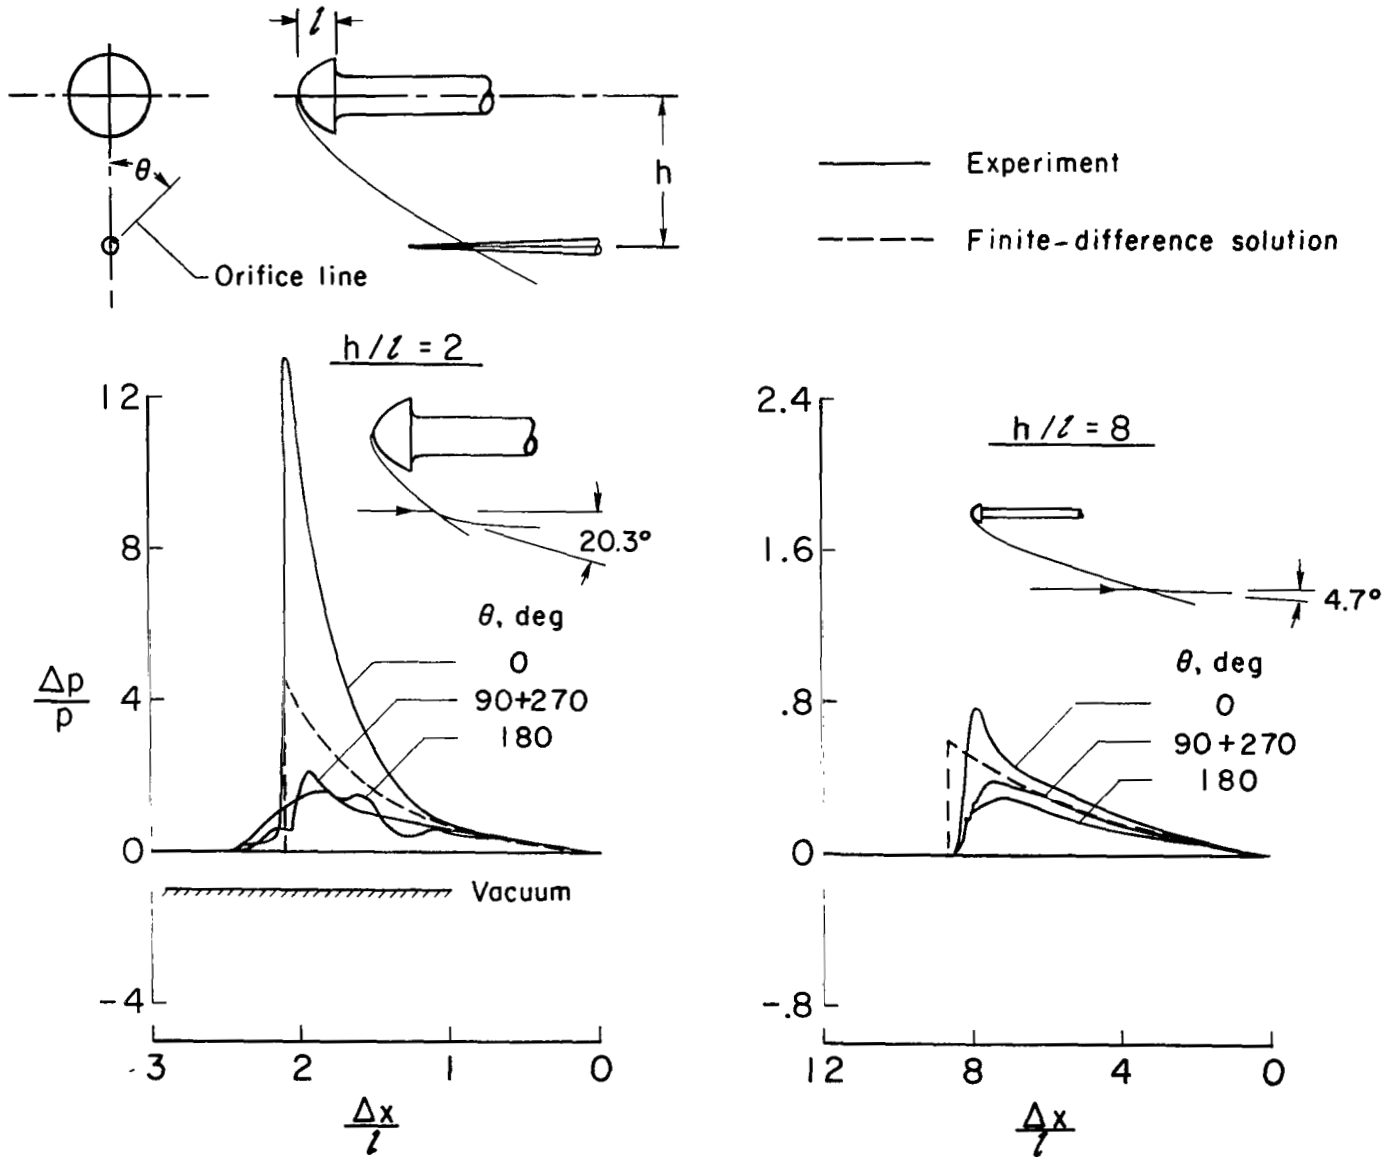 l
θ
h
Orifice line
Experiment
Finite-difference solution
h/l = 2
12
8
4
0
-4
Δp
p
20.3°
θ, deg
0
90+270
180
Vacuum
3
2
1
0
Δx
l
h/l = 8
2.4
1.6
.8
0
-.8
4.7°
θ, deg
0
90+270
180
12
8
4
0
Δx
l